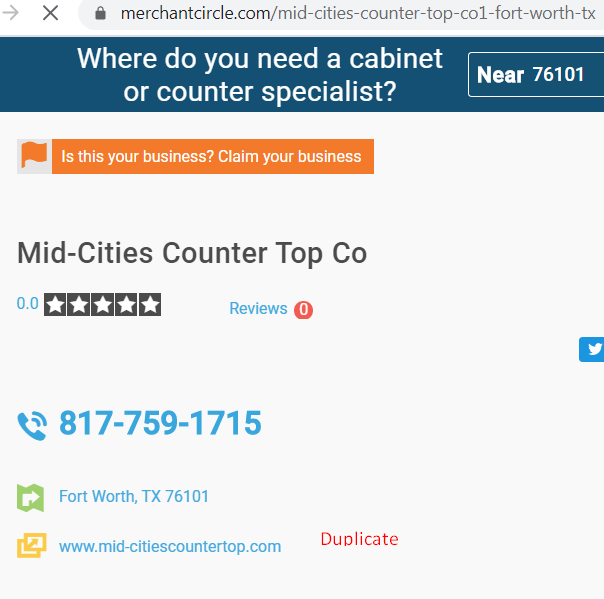 merchantcircle.com/mid-cities-counter-top-co1-fort-worth-tx
Where do you need a cabinet
or counter specialist?
Near 76101
Is this your business? Claim your business
Mid-Cities Counter Top Co
0.0
Reviews 0
817-759-1715
Fort Worth, TX 76101
www.mid-citiescountertop.com
Duplicate